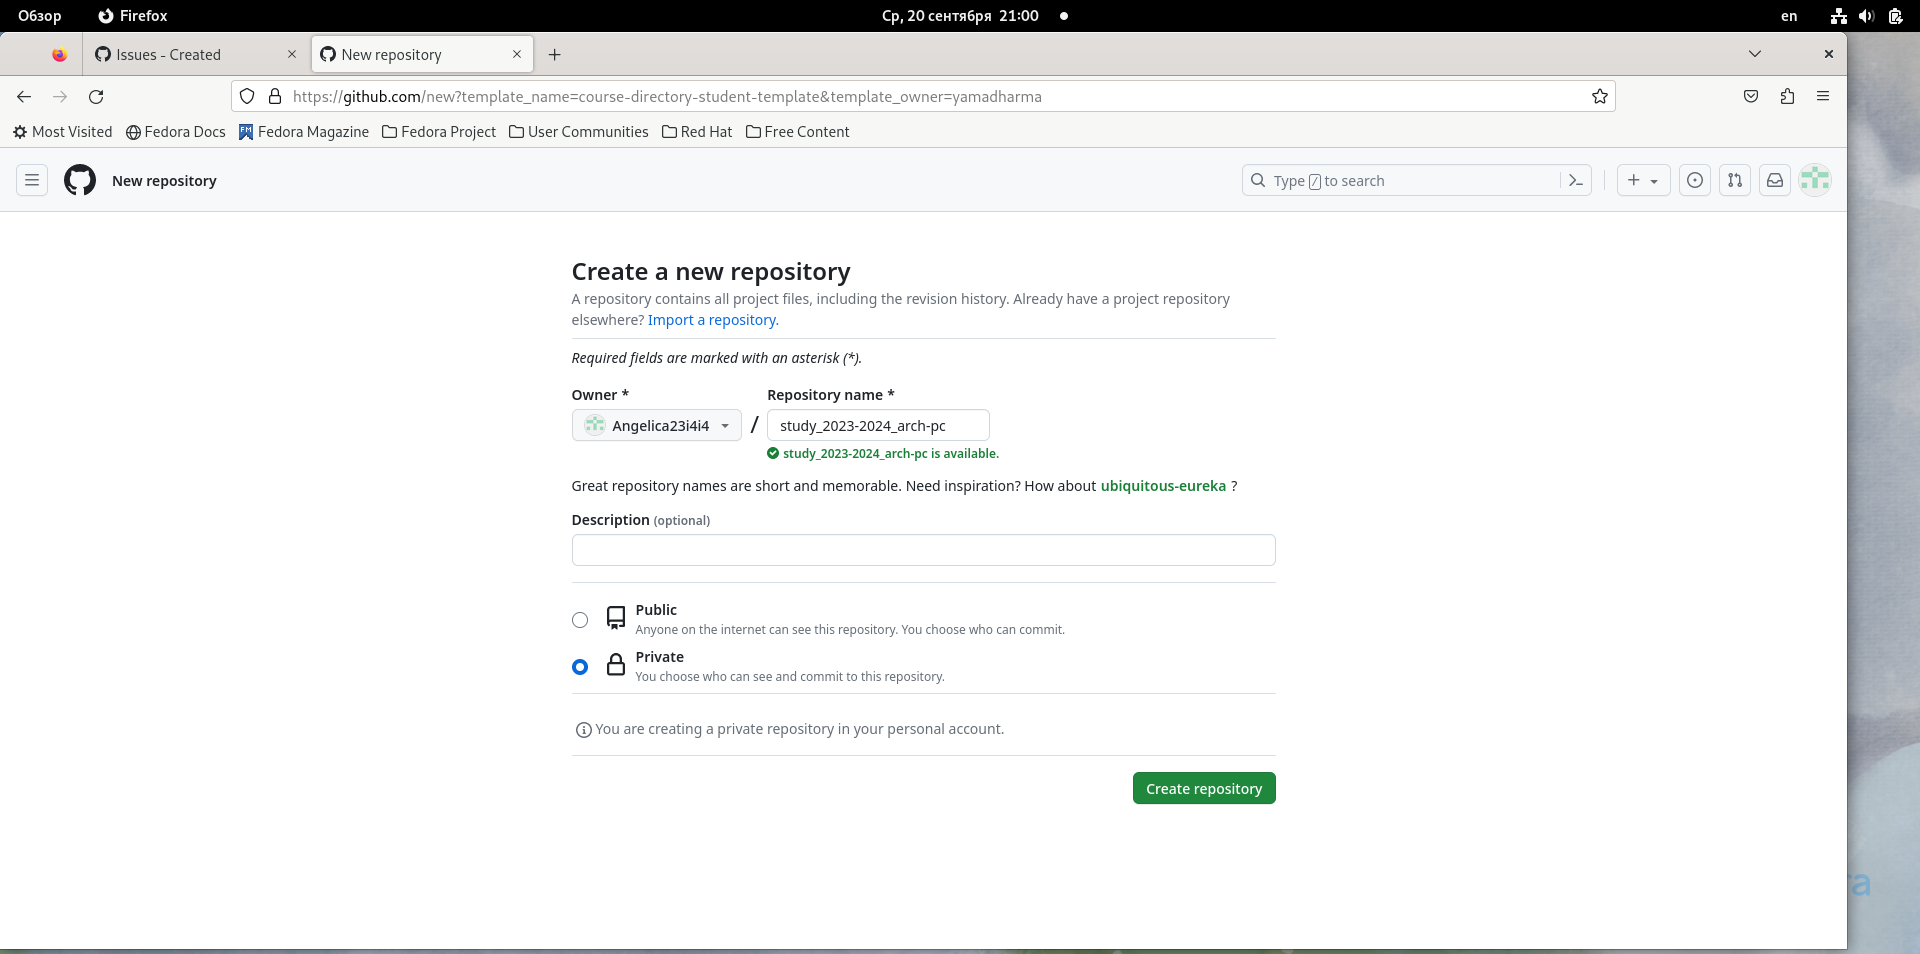 Обзор
Firefox
Ср, 20 сентября 21:00
en
Issues - Created
New repository
https://github.com/new?template_name=course-directory-student-template&template_owner=yamadharma
Most Visited
Fedora Docs
FM
Fedora Magazine
Fedora Project
User Communities
Red Hat
Free Content
New repository
Type / to search
Create a new repository
A repository contains all project files, including the revision history. Already have a project repository
elsewhere? Import a repository.
Required fields are marked with an asterisk (*).
Owner *
Repository name *
Angelica23i4i4
/
study_2023-2024_arch-pc
study_2023-2024_arch-pc is available.
Great repository names are short and memorable. Need inspiration? How about ubiquitous-eureka ?
Description (optional)
Public
Anyone on the internet can see this repository. You choose who can commit.
Private
You choose who can see and commit to this repository.
You are creating a private repository in your personal account.
Create repository